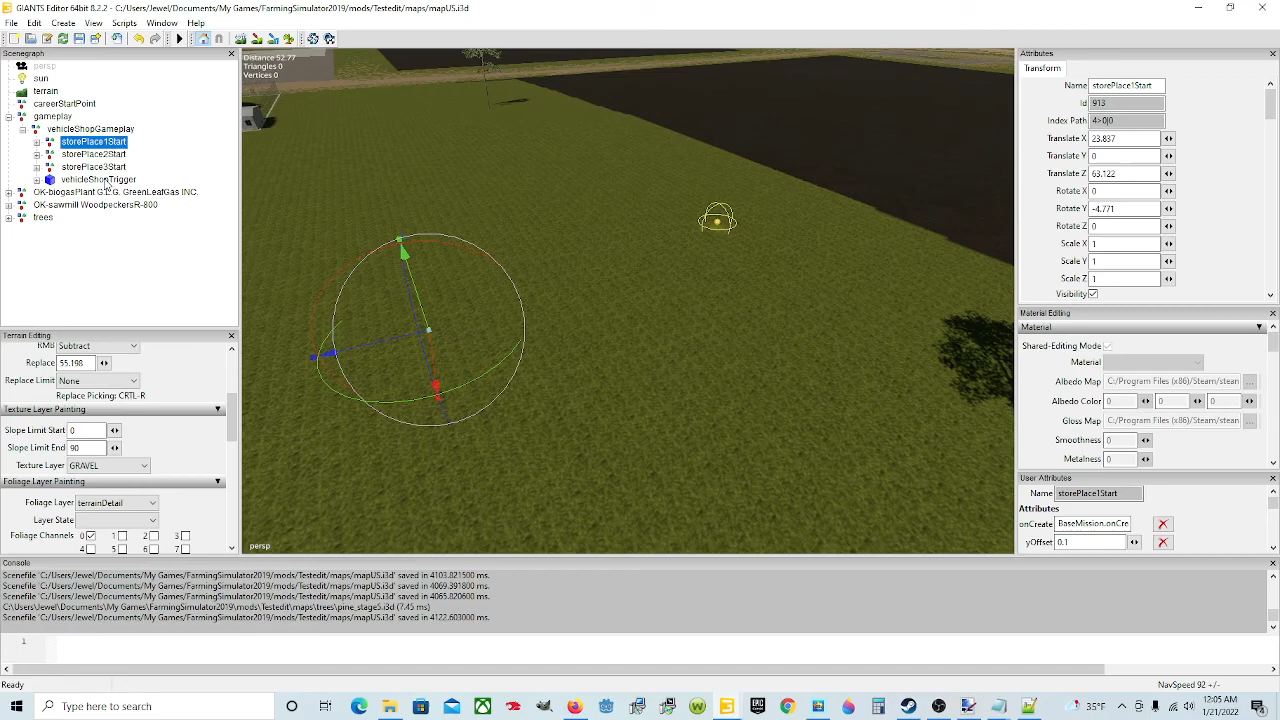 GIANTS Editor 64bit 8.2.2 - C:/Users/Jewel/Documents/My Games/FarmingSimulator2019/mods/Testedit/maps/mapUS.i3d
File Edit Create View Scripts Window Help
Scenegraph
persp
sun
terrain
careerStartPoint
gameplay
vehicleShopGameplay
storePlace1Start
storePlace2Start
storePlace3Start
vehicleShopTrigger
OK-biogasPlant G.L.G. GreenLeafGas INC.
OK-sawmill WoodpeckersR-800
trees
Terrain Editing
RMB Subtract
Replace 55.198
Replace Limit None
Replace Picking: CRTL-R
Texture Layer Painting
Slope Limit Start 0
Slope Limit End 90
Texture Layer GRAVEL
Foliage Layer Painting
Foliage Layer terrainDetail
Layer State
Foliage Channels 0 1 2 3
4 5 6 7
Distance 52.77
Triangles 0
Vertices 0
persp
Attributes
Transform
Name storePlace1Start
Id 913
Index Path 4>0|0
Translate X 23.837
Translate Y 0
Translate Z 63.122
Rotate X 0
Rotate Y -4.771
Rotate Z 0
Scale X 1
Scale Y 1
Scale Z 1
Visibility
Material Editing
Material
Shared-Editing Mode
Material
Albedo Map C:/Program Files (x86)/Steam/stean
Albedo Color 0 0 0
Gloss Map C:/Program Files (x86)/Steam/stean
Smoothness 0
Metalness 0
User Attributes
Name storePlace1Start
Attributes
onCreate BaseMission.onCre
yOffset 0.1
Console
Scenefile 'C:/Users/Jewel/Documents/My Games/FarmingSimulator2019/mods/Testedit/maps/mapUS.i3d' saved in 4103.821500 ms.
Scenefile 'C:/Users/Jewel/Documents/My Games/FarmingSimulator2019/mods/Testedit/maps/mapUS.i3d' saved in 4069.391800 ms.
Scenefile 'C:/Users/Jewel/Documents/My Games/FarmingSimulator2019/mods/Testedit/maps/mapUS.i3d' saved in 4065.820600 ms.
C:\Users\Jewel\Documents\My Games\FarmingSimulator2019\mods\Testedit\maps\trees\pine_stage5.i3d (7.45 ms)
Scenefile 'C:/Users/Jewel/Documents/My Games/FarmingSimulator2019/mods/Testedit/maps/mapUS.i3d' saved in 4122.603000 ms.
1
Ready
NavSpeed 92 +/-
Type here to search
35°F
12:05 AM
1/21/2022